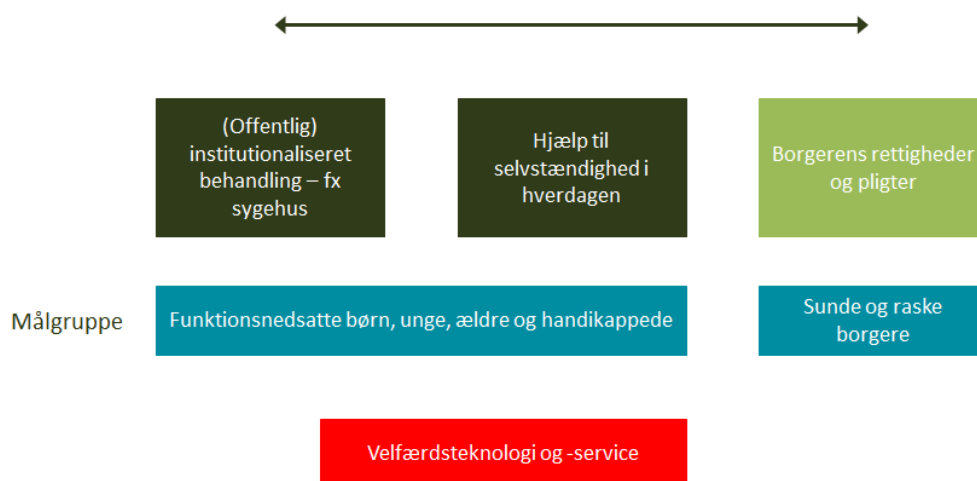 (Offentlig)
institutionaliseret
behandling – fx
sygehus
Hjælp til
selvstændighed i
hverdagen
Borgerens rettigheder
og pligter
Målgruppe
Funktionsnedsatte børn, unge, ældre og handikappede
Sunde og raske
borgere
Velfærdsteknologi og -service